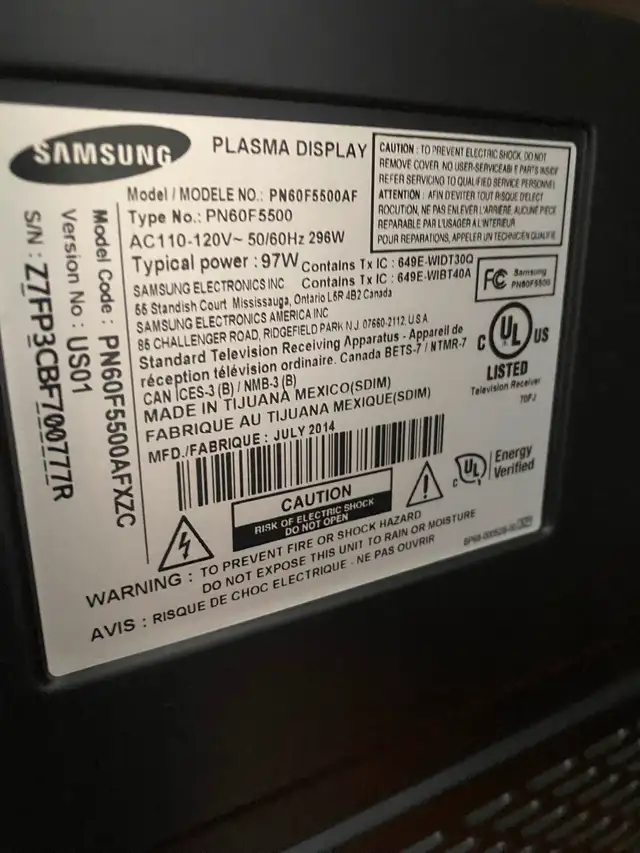 SAMSUNG
PLASMA DISPLAY
Model / MODELE NO.: PN60F5500AF
Type No.: PN60F5500
AC110-120V~ 50/60Hz 296W
Typical power : 97W
Contains Tx IC : 649E-WIDT30Q
Contains Tx IC : 649E-WIBT40A
SAMSUNG ELECTRONICS INC
55 Standish Court Mississauga, Ontario L5R 4B2 Canada
SAMSUNG ELECTRONICS AMERICA INC
85 CHALLENGER ROAD, RIDGEFIELD PARK N.J. 07660-2112, U.S.A.
Standard Television Receiving Apparatus - Appareil de
réception télévision ordinaire. Canada BETS-7 / NTMR-7
CAN ICES-3 (B) / NMB-3 (B)
MADE IN TIJUANA MEXICO(SDIM)
FABRIQUE AU TIJUANA MEXIQUE(SDIM)
MFD./FABRIQUE : JULY 2014
CAUTION : TO PREVENT ELECTRIC SHOCK, DO NOT
REMOVE COVER, NO USER-SERVICEABLE PARTS INSIDE
REFER SERVICING TO QUALIFIED SERVICE PERSONNEL
ATTENTION : AFIN D'EVITER TOUT RISQUE D'ELECT
ROCUTION, NE PAS ENLEVER L'ARRIERE, AUCUNE PIECE
REPARABLE PAR L'USAGER A L'INTERIEUR
POUR REPARATIONS, APPELER UN TECHNICIEN QUALIFIE
FC Samsung
PN60F5500
C UL US
LISTED
Television Receiver
70FJ
C UL Energy
Verified
Model Code : PN60F5500AFXZC
Version No : US01
S/N : Z7FP3CBF700777R
CAUTION
RISK OF ELECTRIC SHOCK
DO NOT OPEN
WARNING : TO PREVENT FIRE OR SHOCK HAZARD
DO NOT EXPOSE THIS UNIT TO RAIN OR MOISTURE
AVIS : RISQUE DE CHOC ELECTRIQUE - NE PAS OUVRIR